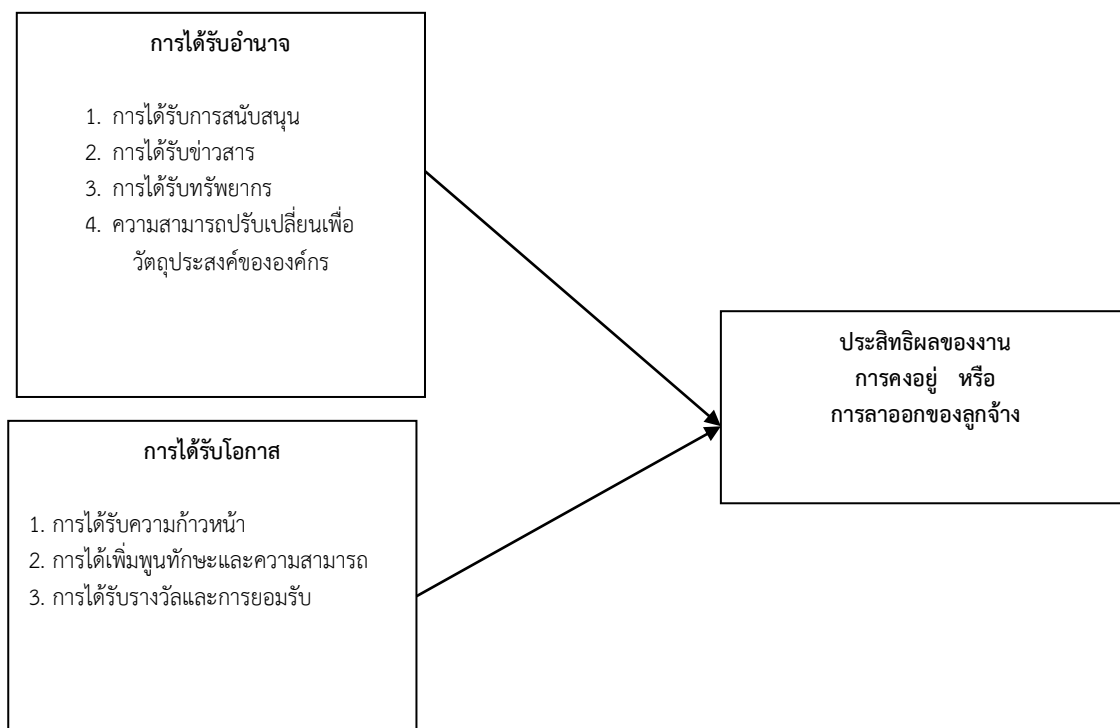 การได้รับอำนาจ
1. การได้รับการสนับสนุน
2. การได้รับข่าวสาร
3. การได้รับทรัพยากร
4. ความสามารถปรับเปลี่ยนเพื่อ
วัตถุประสงค์ขององค์กร
ประสิทธิผลของงาน
การคงอยู่ หรือ
การลาออกของลูกจ้าง
การได้รับโอกาส
1. การได้รับความก้าวหน้า
2. การได้เพิ่มพูนทักษะและความสามารถ
3. การได้รับรางวัลและการยอมรับ